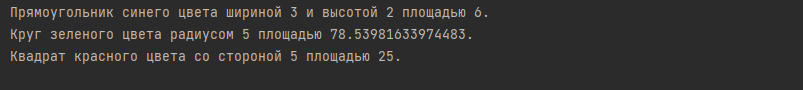 Прямоугольник синего цвета шириной 3 и высотой 2 площадью 6.
Круг зеленого цвета радиусом 5 площадью 78.53981633974483.
Квадрат красного цвета со стороной 5 площадью 25.